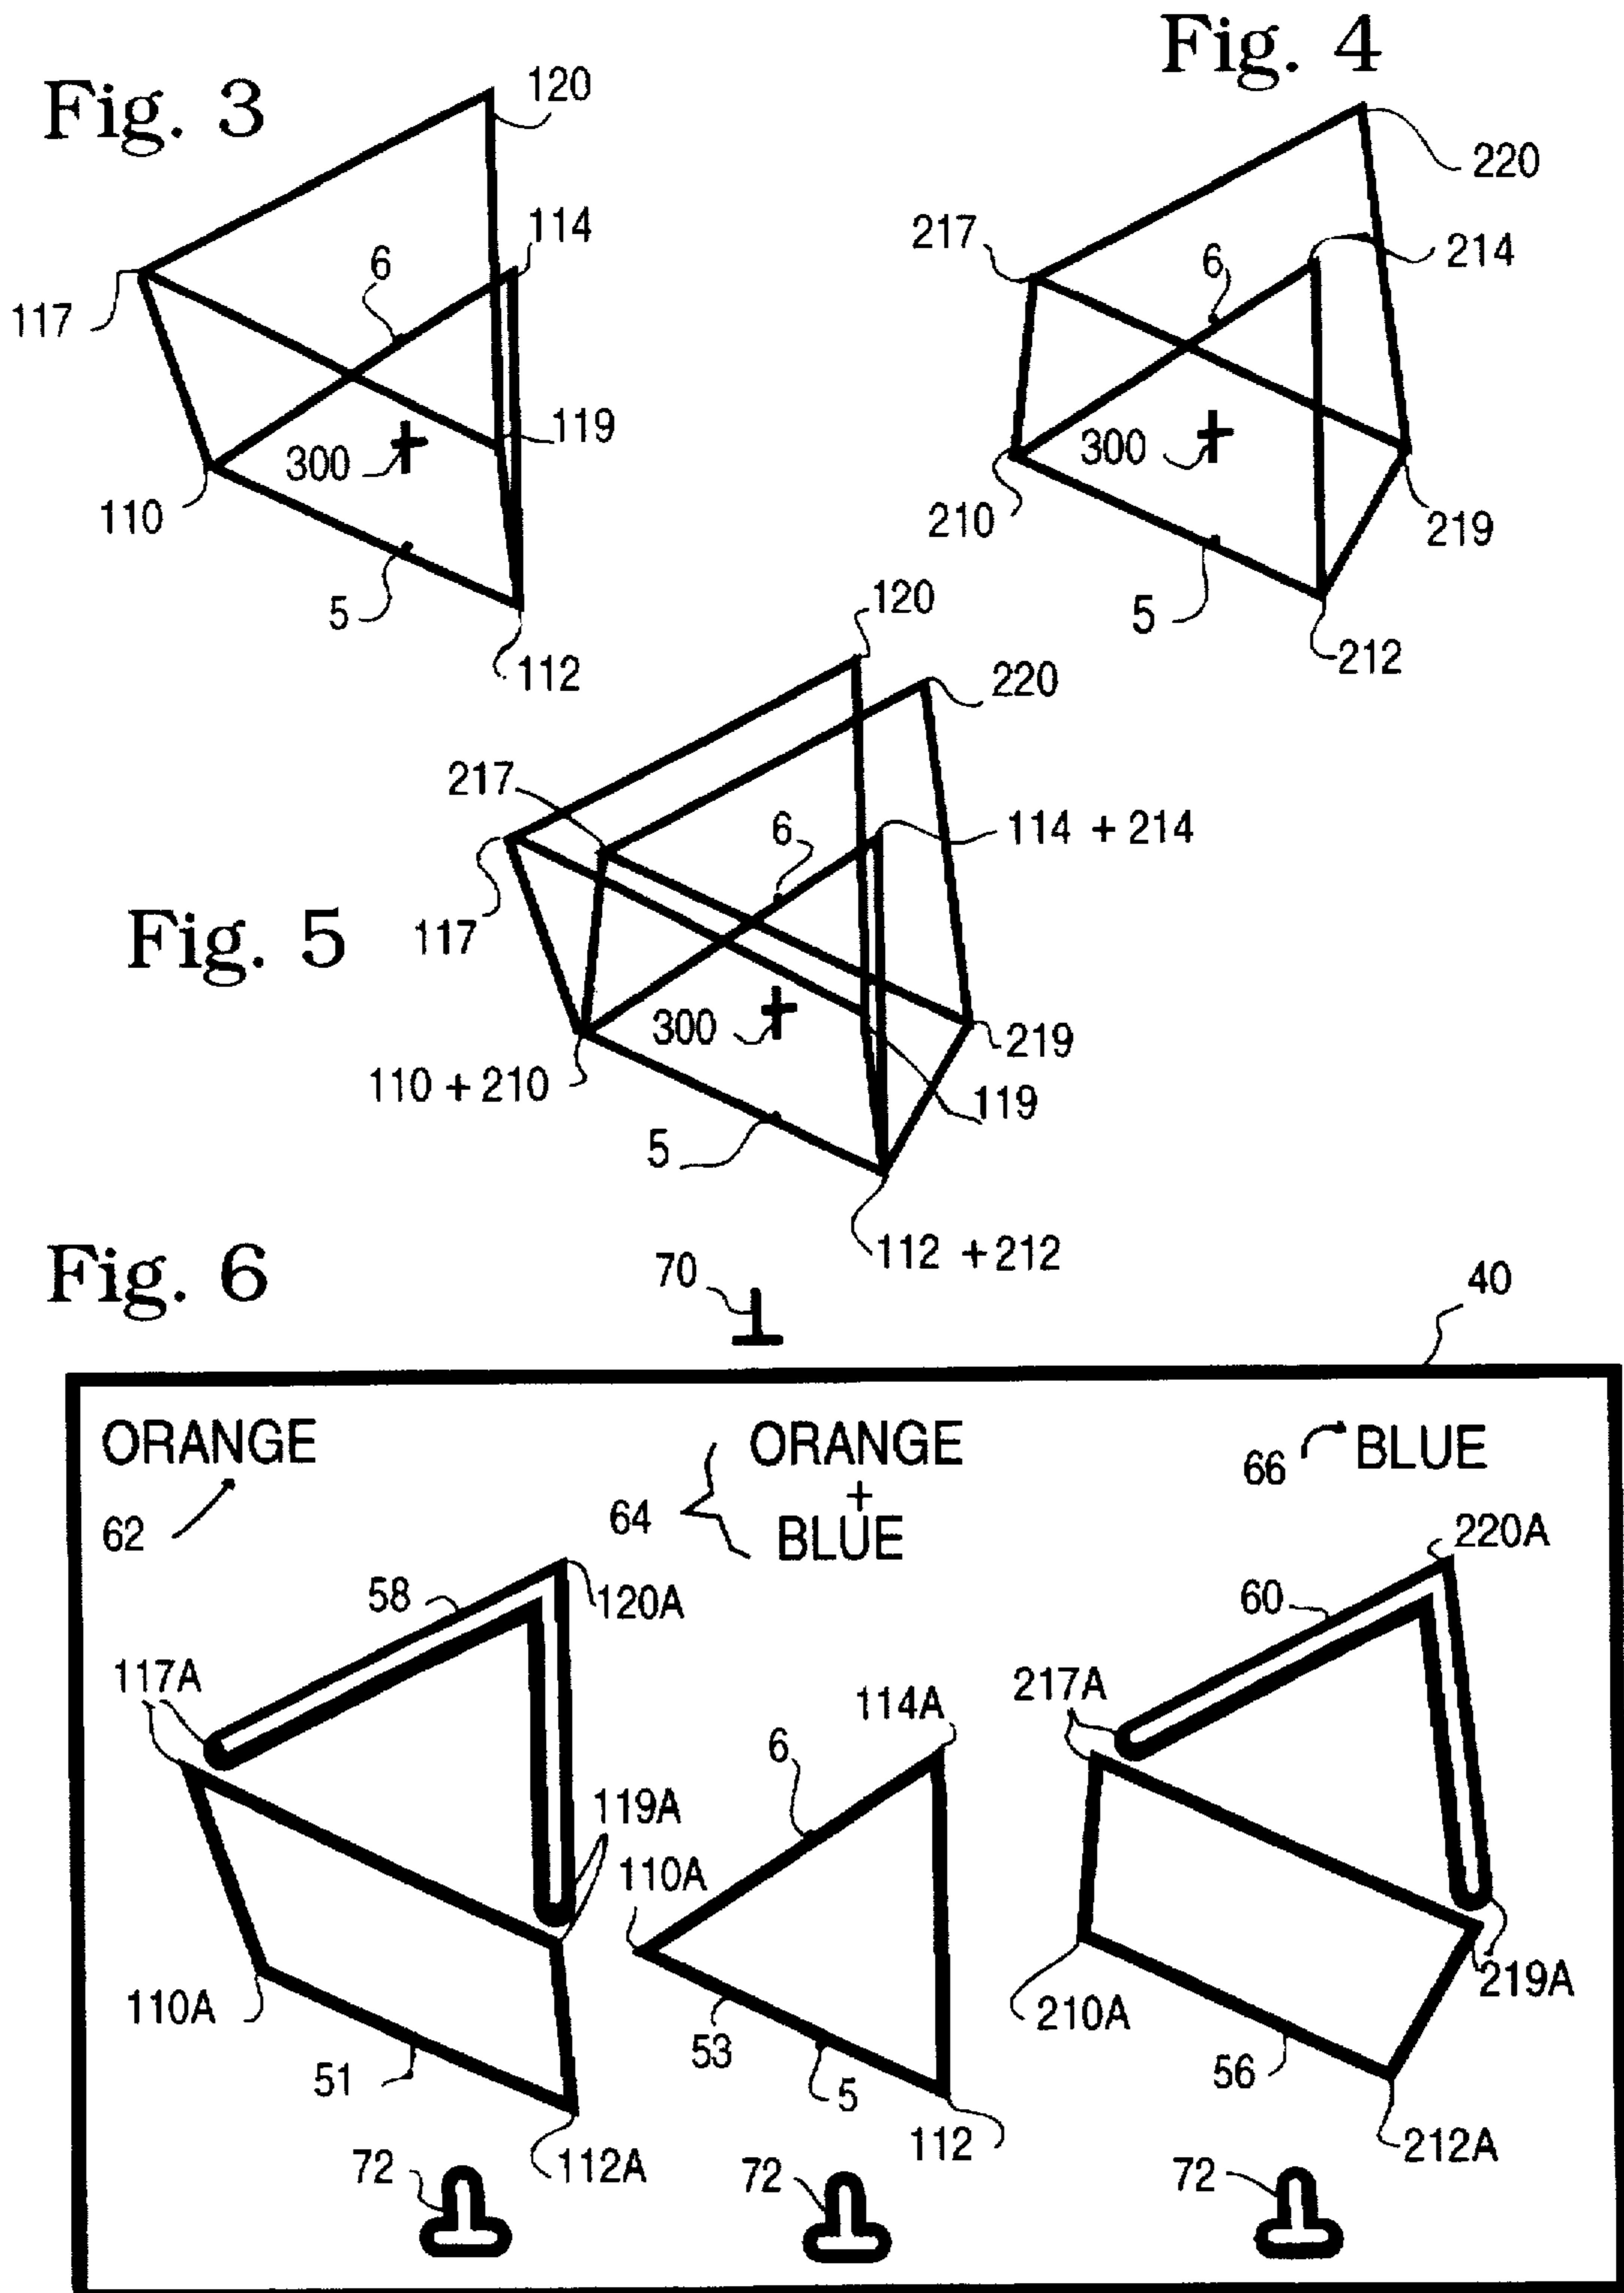 Fig. 3
120
114
6
117
119
300
110
5
112
Fig. 4
220
217
6
214
300
210
219
5
212
Fig. 5
120
220
217
6
114 + 214
117
300
219
110 + 210
119
5
112 + 212
Fig. 6
70
40
ORANGE
62
64
ORANGE
+
BLUE
66
BLUE
58
120A
60
220A
117A
114A
217A
6
119A
110A
110A
210A
219A
51
53
5
56
112A
112
212A
72
72
72